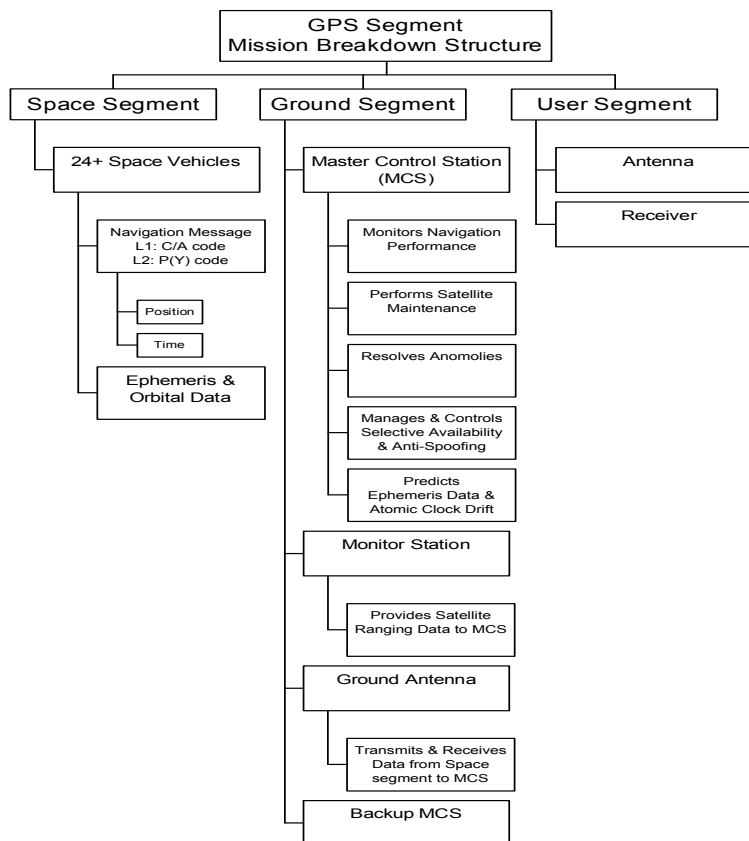 GPS Segment
Mission Breakdown Structure
Space Segment
Ground Segment
User Segment
24+ Space Vehicles
Navigation Message
L1: C/A code
L2: P(Y) code
Position
Time
Ephemeris &
Orbital Data
Master Control Station
(MCS)
Monitors Navigation
Performance
Performs Satellite
Maintenance
Resolves Anomolies
Manages & Controls
Selective Availability
& Anti-Spoofing
Predicts
Ephemeris Data &
Atomic Clock Drift
Monitor Station
Provides Satellite
Ranging Data to MCS
Ground Antenna
Transmits & Receives
Data from Space
segment to MCS
Backup MCS
Antenna
Receiver